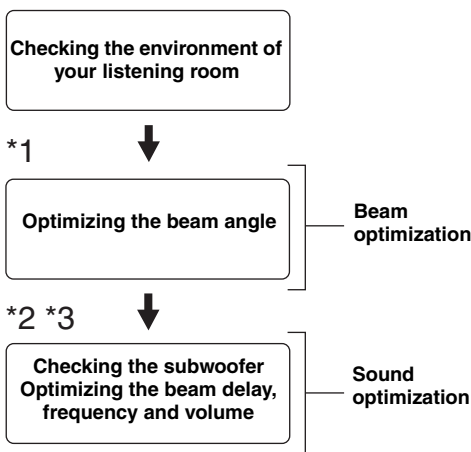 Checking the environment of
your listening room
*1
Optimizing the beam angle
Beam
optimization
*2 *3
Checking the subwoofer
Optimizing the beam delay,
frequency and volume
Sound
optimization